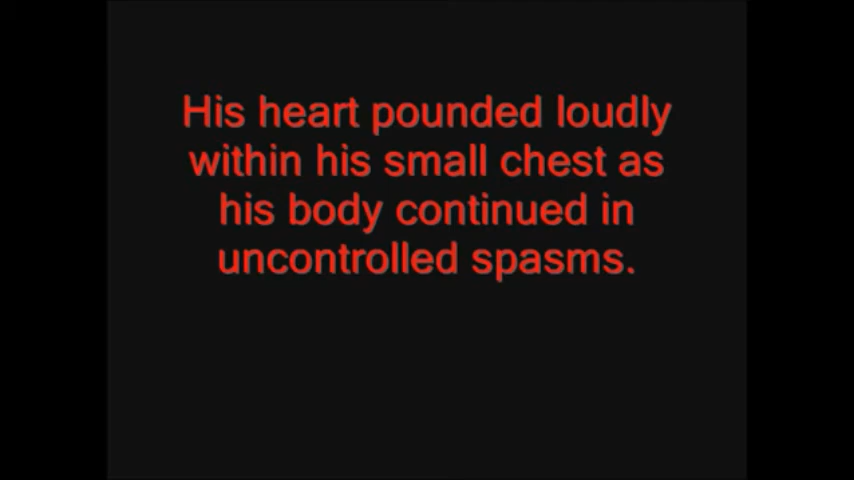 His heart pounded loudly
within his small chest as
his body continued in
uncontrolled spasms.